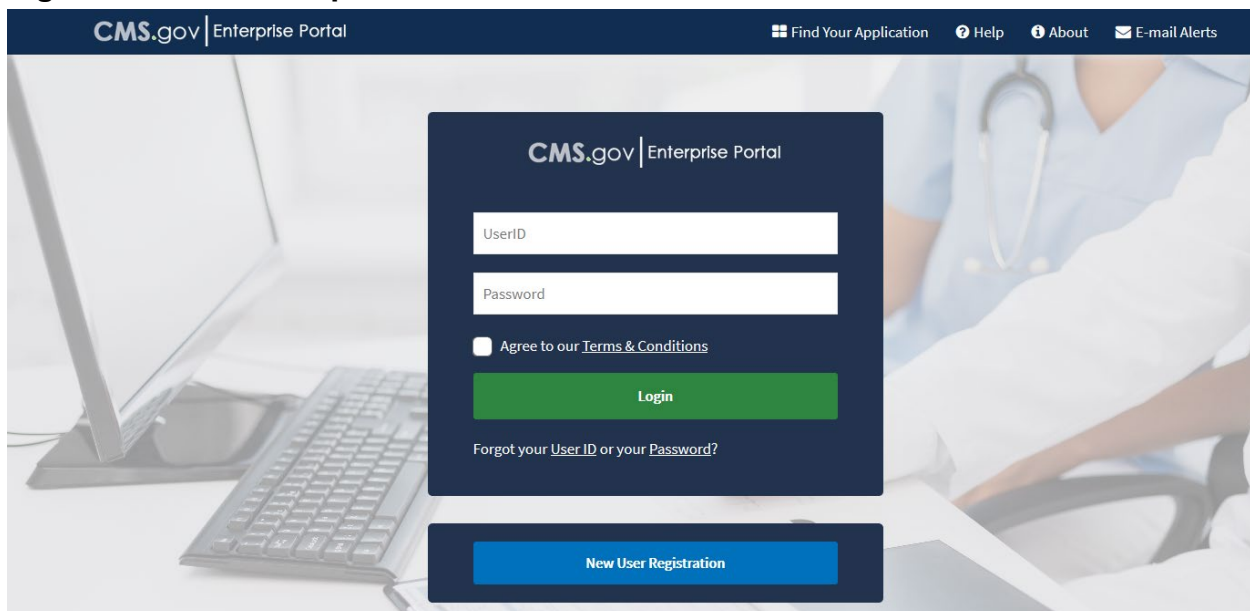 CMS.gov | Enterprise Portal
Find Your Application Help About E-mail Alerts
CMS.gov | Enterprise Portal
UserID
Password
Agree to our Terms & Conditions
Login
Forgot your User ID or your Password?
New User Registration